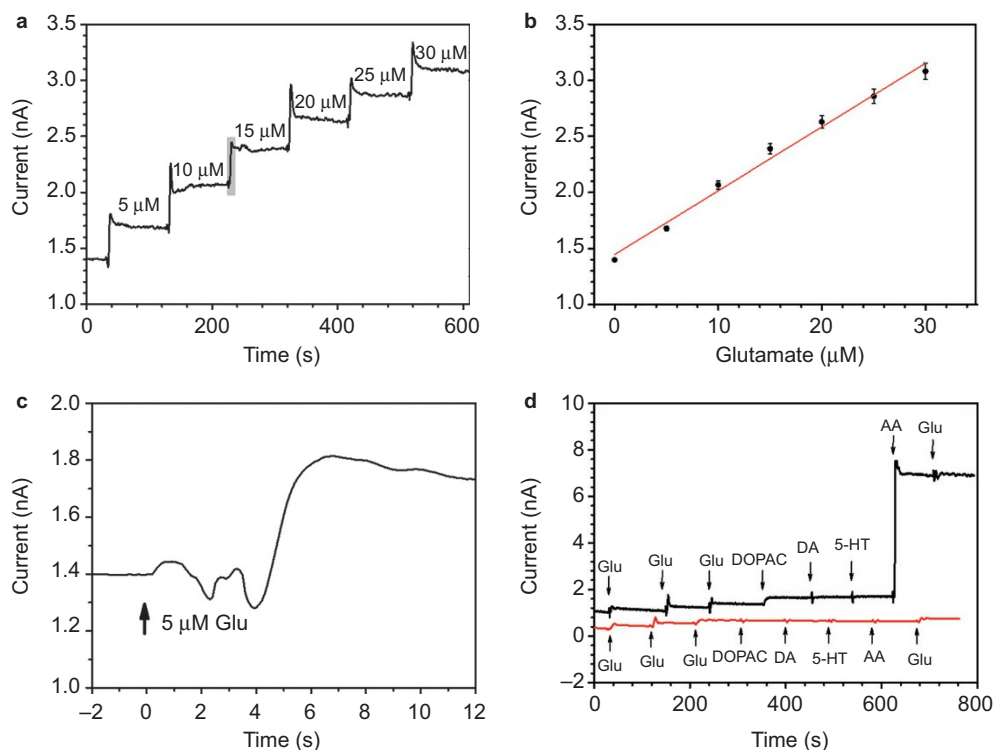 a
3.5
3.0
2.5
2.0
1.5
1.0
Current (nA)
5 μM
10 μM
15 μM
20 μM
25 μM
30 μM
0 200 400 600
Time (s)
b
3.5
3.0
2.5
2.0
1.5
1.0
Current (nA)
0 10 20 30
Glutamate (μM)
c
2.0
1.8
1.6
1.4
1.2
1.0
Current (nA)
5 μM Glu
−2 0 2 4 6 8 10 12
Time (s)
d
10
8
6
4
2
0
−2
Current (nA)
Glu Glu Glu DOPAC DA 5-HT AA Glu
Glu Glu Glu DOPAC DA 5-HT AA Glu
0 200 400 600 800
Time (s)